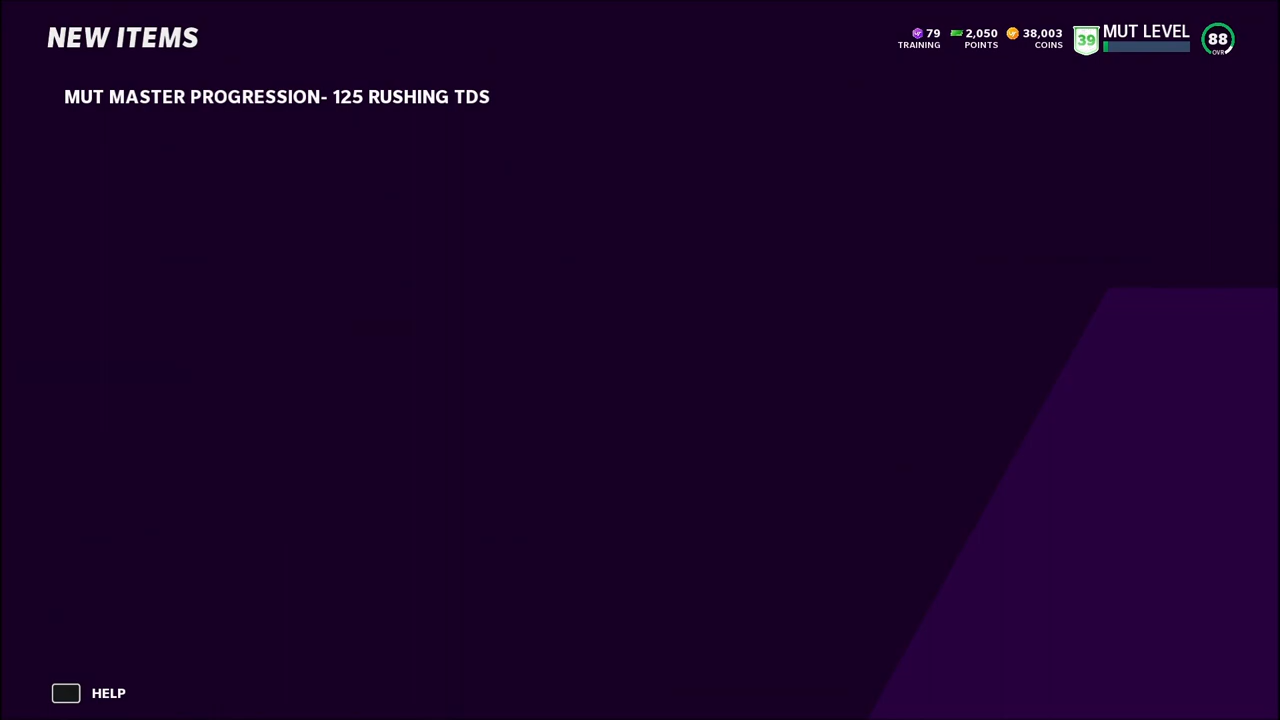 NEW ITEMS
79 TRAINING
2,050 POINTS
38,003 COINS
39 MUT LEVEL
88 OVR
MUT MASTER PROGRESSION- 125 RUSHING TDS
HELP